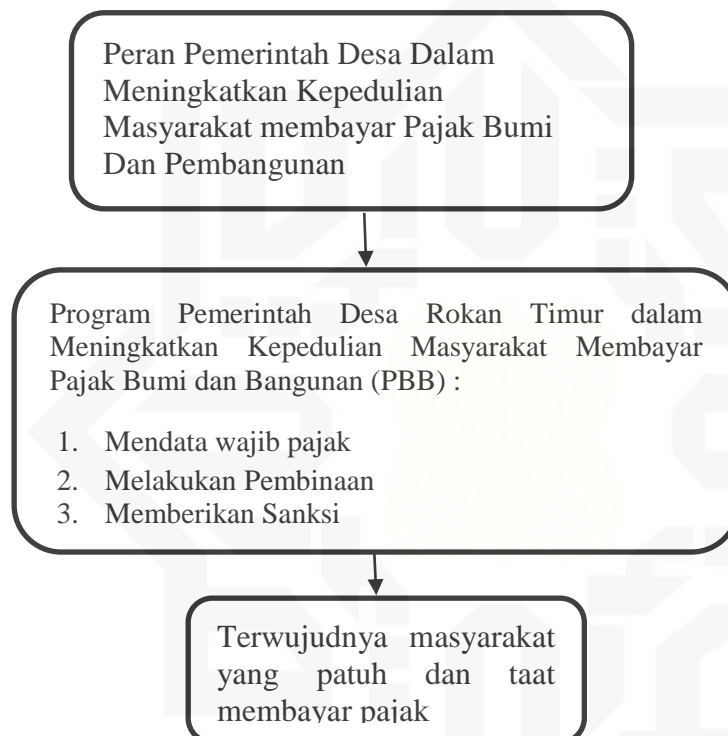 Peran Pemerintah Desa Dalam
Meningkatkan Kepedulian
Masyarakat membayar Pajak Bumi
Dan Pembangunan
Program Pemerintah Desa Rokan Timur dalam
Meningkatkan Kepedulian Masyarakat Membayar
Pajak Bumi dan Bangunan (PBB) :
1. Mendata wajib pajak
2. Melakukan Pembinaan
3. Memberikan Sanksi
Terwujudnya masyarakat
yang patuh dan taat
membayar pajak